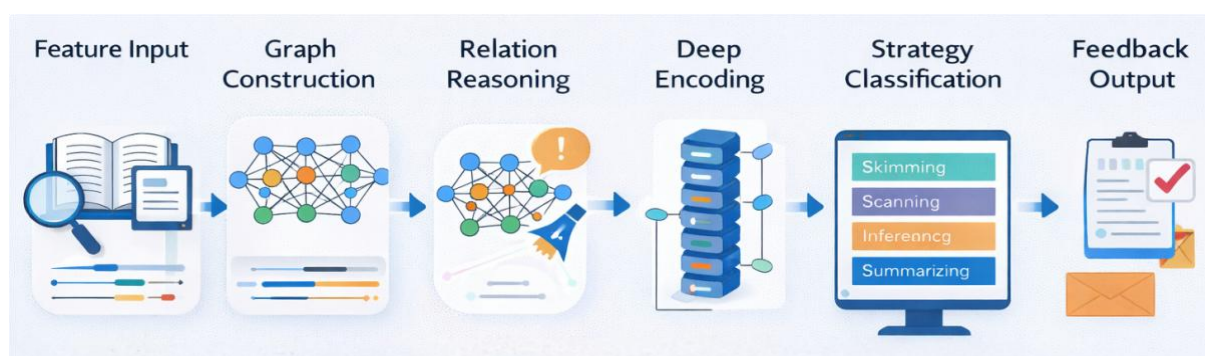 Feature Input
Graph
Construction
Relation
Reasoning
Deep
Encoding
Strategy
Classification
Feedback
Output
!
Skimming
Scanning
Inferenncg
Summarizing